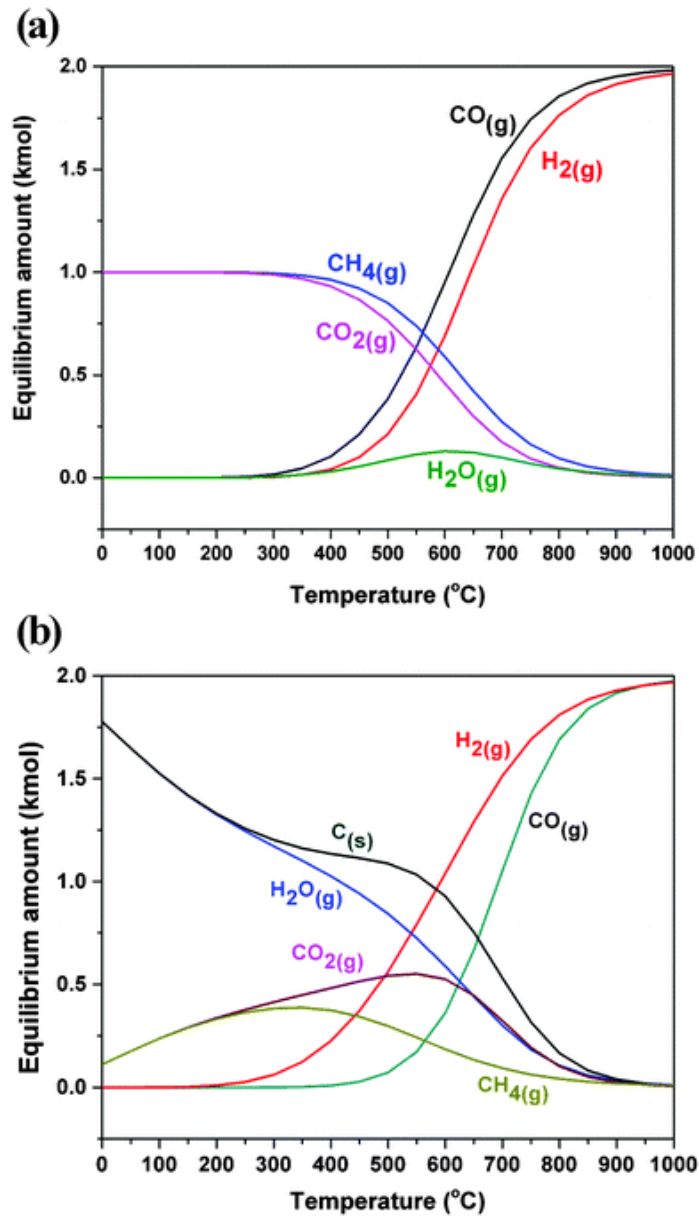 (a)
2.0
CO(g)
H2(g)
1.5
Equilibrium amount (kmol)
CH4(g)
1.0
CO2(g)
0.5
H2O(g)
0.0
0 100 200 300 400 500 600 700 800 900 1000
Temperature (oC)
(b)
2.0
H2(g)
1.5
Equilibrium amount (kmol)
C(s)
CO(g)
1.0
H2O(g)
CO2(g)
0.5
CH4(g)
0.0
0 100 200 300 400 500 600 700 800 900 1000
Temperature (oC)